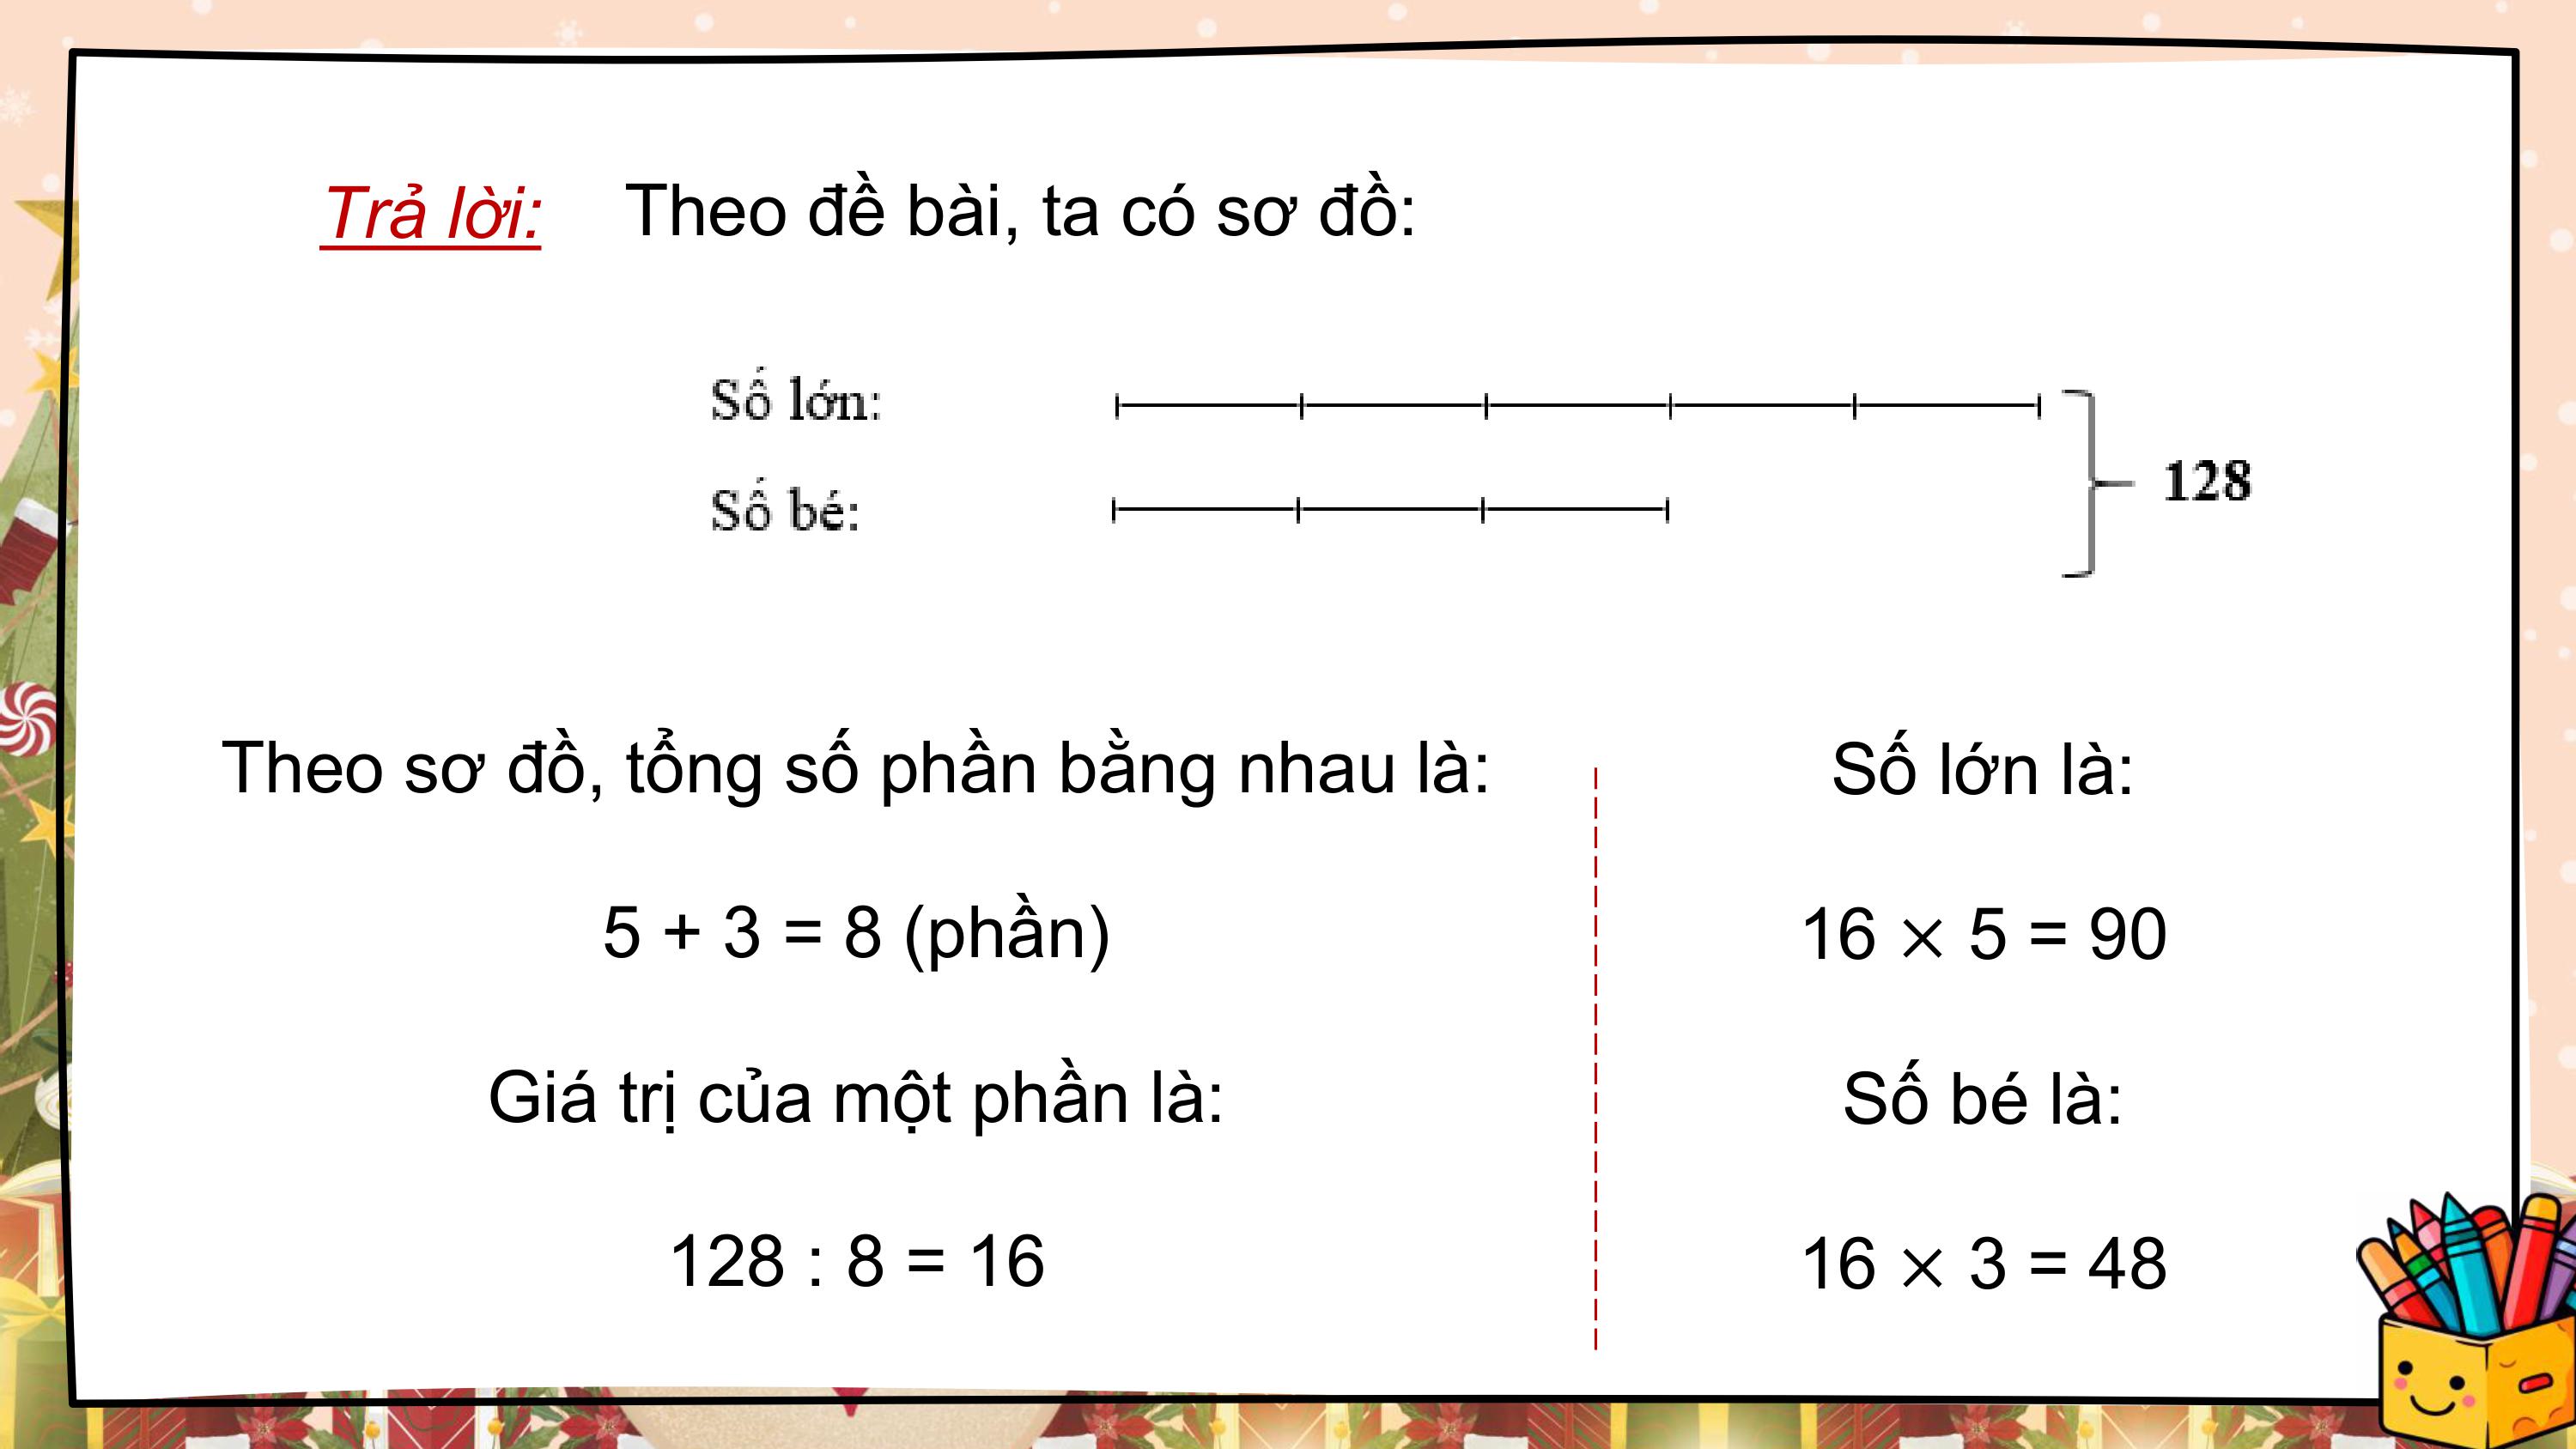 Trả lời: Theo đề bài, ta có sơ đồ:
Số lớn:
Số bé:
128
Theo sơ đồ, tổng số phần bằng nhau là:
5 + 3 = 8 (phần)
Giá trị của một phần là:
128 : 8 = 16
Số lớn là:
16 × 5 = 90
Số bé là:
16 × 3 = 48